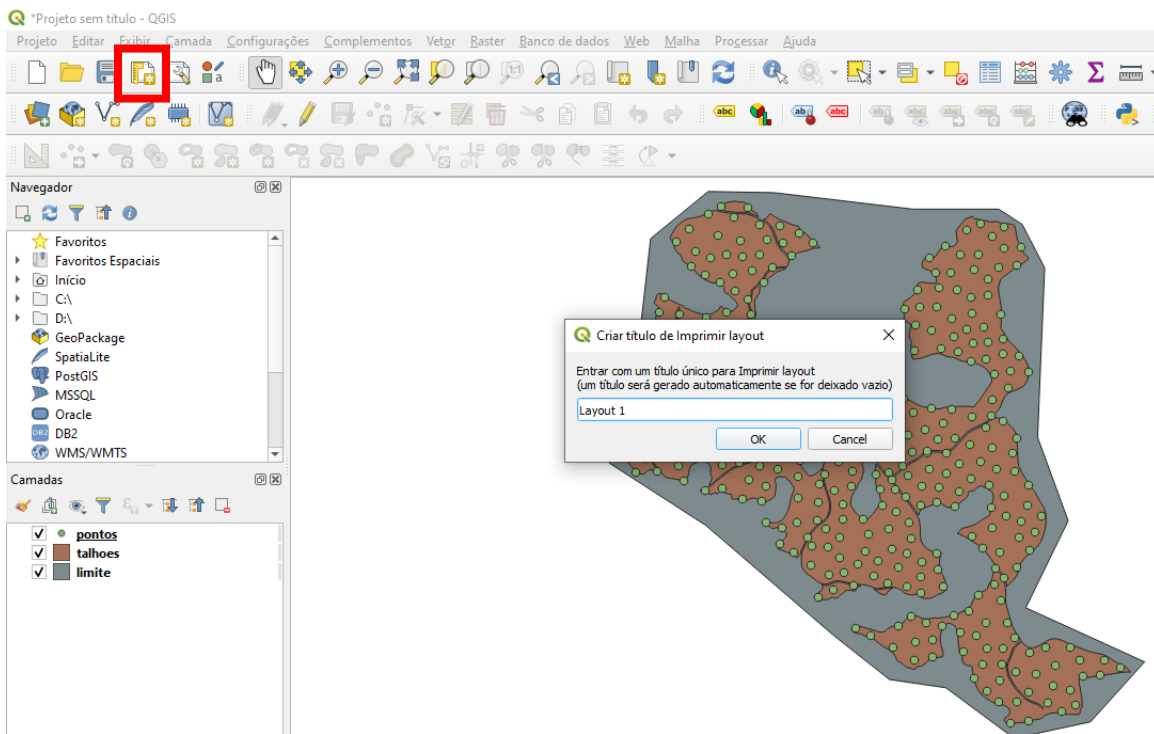 *Projeto sem título - QGIS
Projeto Editar Exibir Camada Configurações Complementos Vetor Raster Banco de dados Web Malha Processar Ajuda
Navegador
Favoritos
Favoritos Espaciais
Início
C:\
D:\
GeoPackage
SpatiaLite
PostGIS
MSSQL
Oracle
DB2
WMS/WMTS
Camadas
pontos
talhoes
limite
Criar título de Imprimir layout
Entrar com um título único para Imprimir layout
(um título será gerado automaticamente se for deixado vazio)
Layout 1
OK Cancel